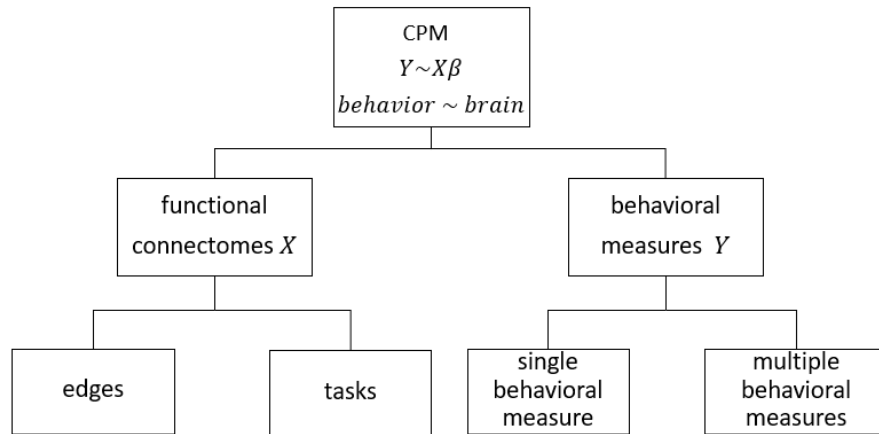 CPM
Y~Xβ
behavior ~ brain
functional
connectomes X
behavioral
measures Y
edges
tasks
single
behavioral
measure
multiple
behavioral
measures